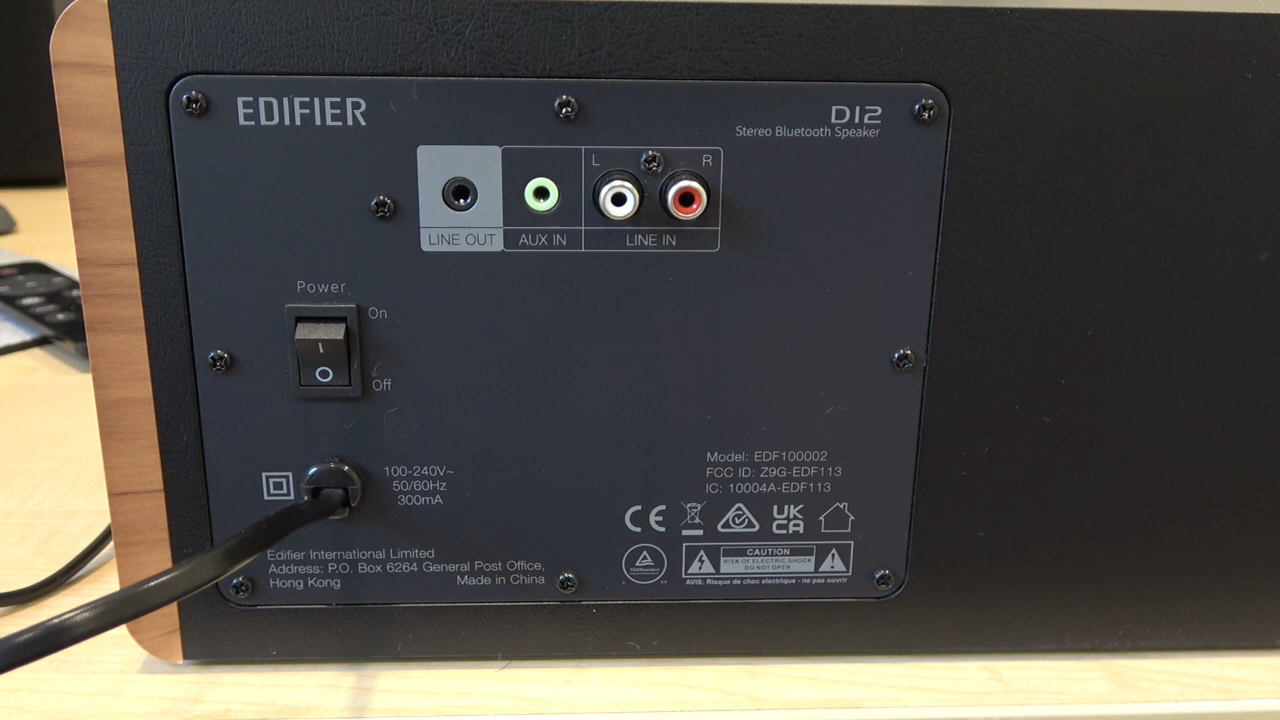 EDIFIER
D12
Stereo Bluetooth Speaker
L
R
LINE OUT
AUX IN
LINE IN
Power
On
Off
100-240V~
50/60Hz
300mA
Model: EDF100002
FCC ID: Z9G-EDF113
IC: 10004A-EDF113
CE
UK
CA
Edifier International Limited
Address: P,O. Box 6264 General Post Office,
Hong Kong
Made in China
CAUTION
RISK OF ELECTRIC SHOCK
DO NOT OPEN
AVIS: Risque de choc electrique - ne pas ouvrir